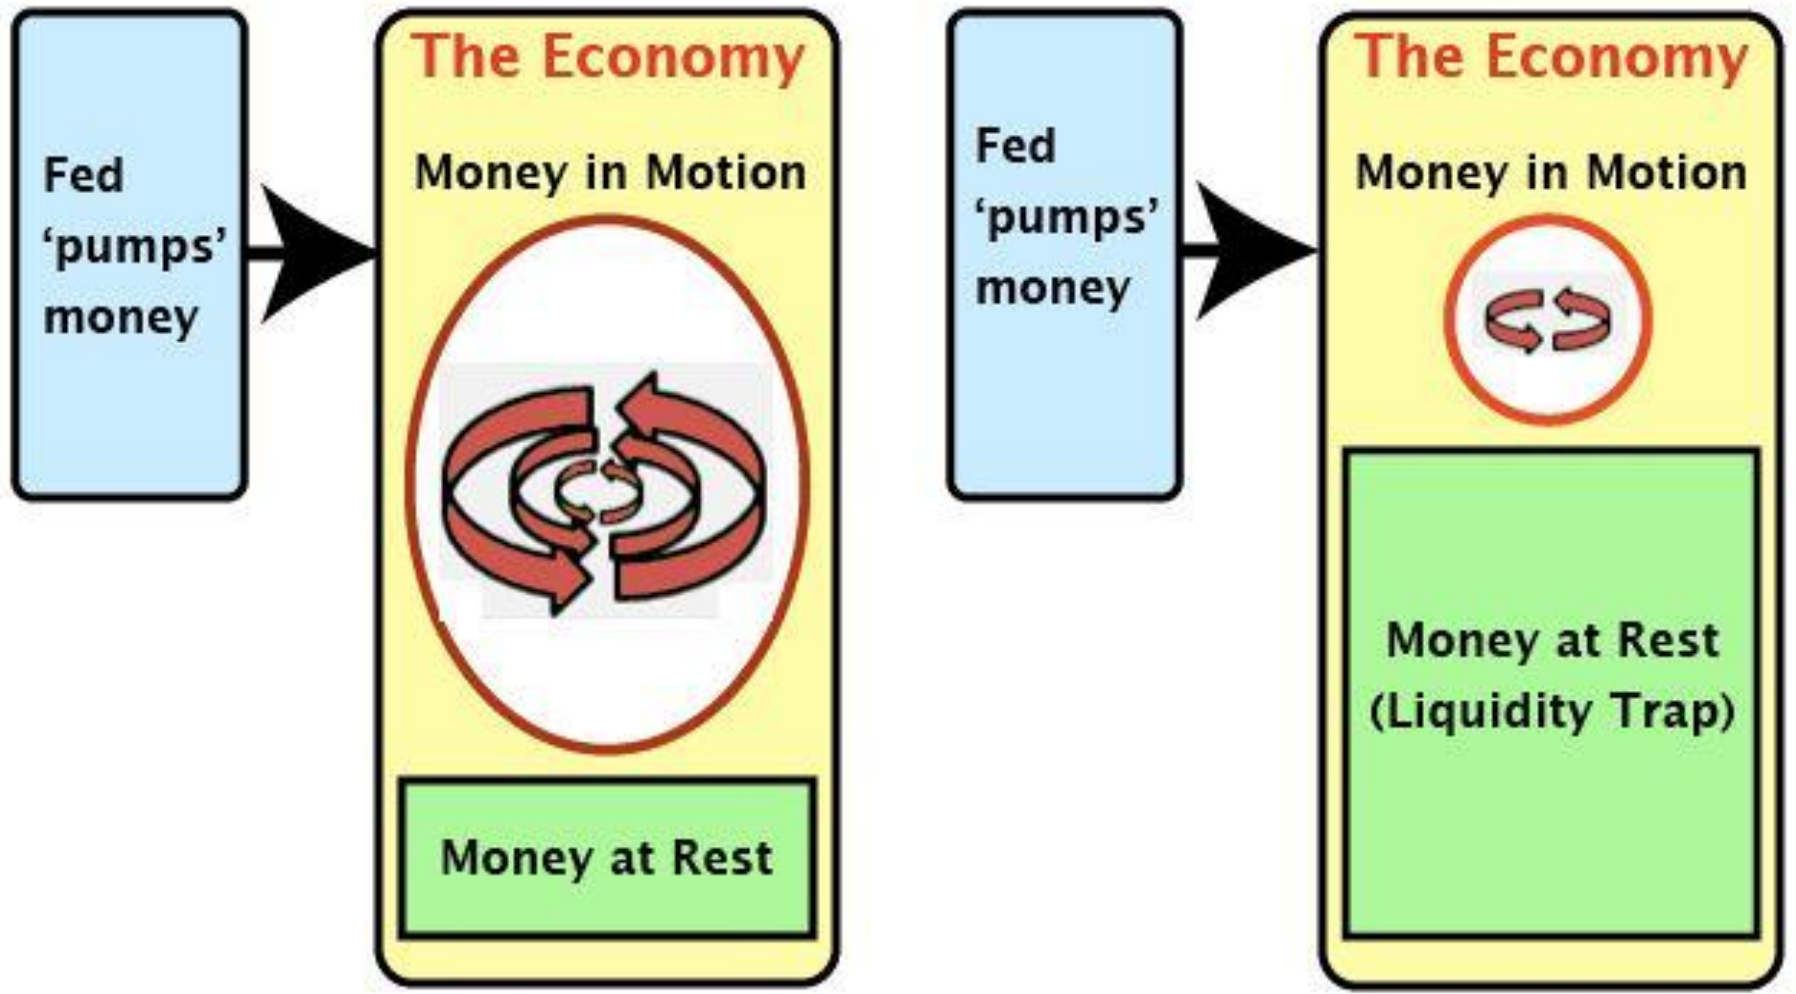 Fed
‘pumps’
money
The Economy
Money in Motion
Money at Rest
Fed
‘pumps’
money
The Economy
Money in Motion
Money at Rest
(Liquidity Trap)